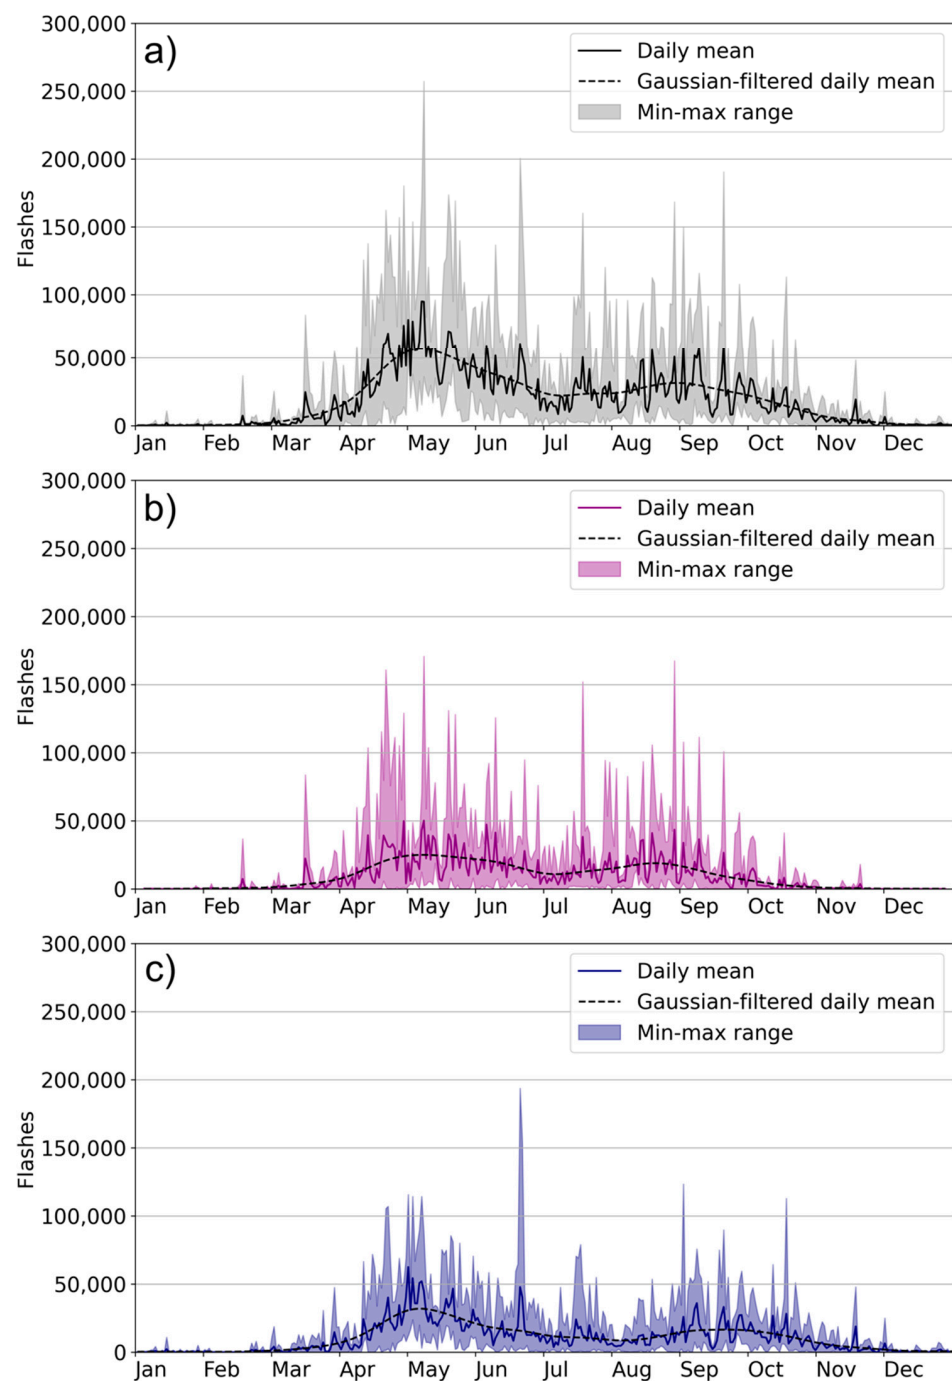 a)
Daily mean
Gaussian-filtered daily mean
Min-max range
Flashes
300,000
250,000
200,000
150,000
100,000
50,000
0
Jan Feb Mar Apr May Jun Jul Aug Sep Oct Nov Dec
b)
Daily mean
Gaussian-filtered daily mean
Min-max range
Flashes
300,000
250,000
200,000
150,000
100,000
50,000
0
Jan Feb Mar Apr May Jun Jul Aug Sep Oct Nov Dec
c)
Daily mean
Gaussian-filtered daily mean
Min-max range
Flashes
300,000
250,000
200,000
150,000
100,000
50,000
0
Jan Feb Mar Apr May Jun Jul Aug Sep Oct Nov Dec